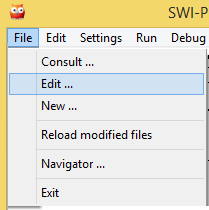 SWI-P
File Edit Settings Run Debug
Consult ...
Edit ...
New ...
Reload modified files
Navigator ...
Exit